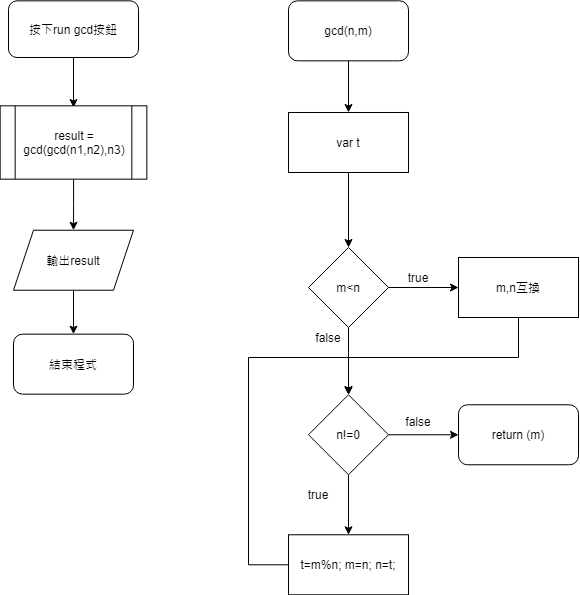 按下run gcd按鈕
result =
gcd(gcd(n1,n2),n3)
輸出result
結束程式
gcd(n,m)
var t
m<n
true
m,n互換
false
n!=0
false
return (m)
true
t=m%n; m=n; n=t;